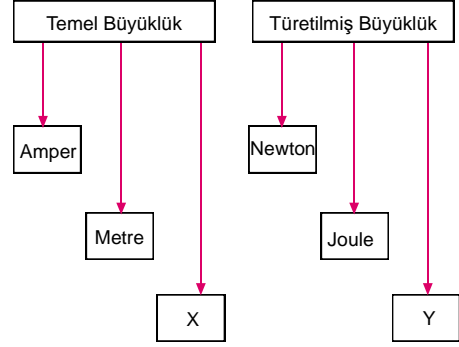 Temel Büyüklük
Türetilmiş Büyüklük
Amper
Newton
Metre
Joule
X
Y